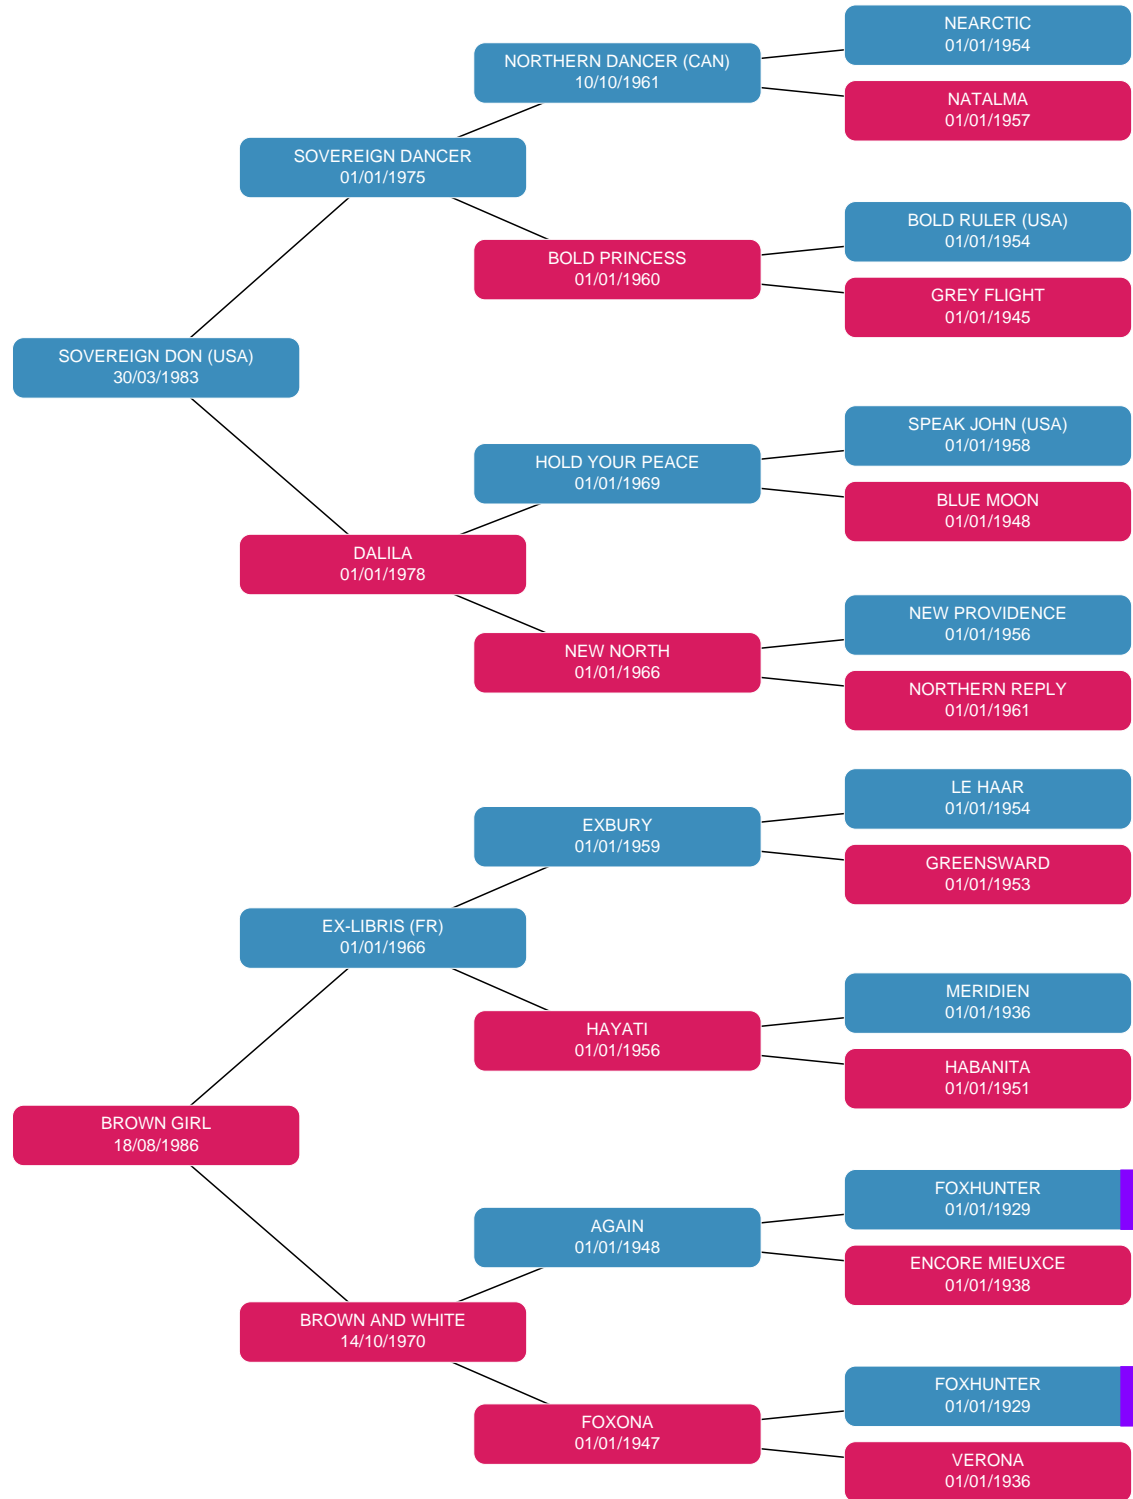 NEARCTIC
01/01/1954
NORTHERN DANCER (CAN)
10/10/1961
NATALMA
01/01/1957
SOVEREIGN DANCER
01/01/1975
BOLD RULER (USA)
01/01/1954
BOLD PRINCESS
01/01/1960
GREY FLIGHT
01/01/1945
SOVEREIGN DON (USA)
30/03/1983
SPEAK JOHN (USA)
01/01/1958
HOLD YOUR PEACE
01/01/1969
BLUE MOON
01/01/1948
DALILA
01/01/1978
NEW PROVIDENCE
01/01/1956
NEW NORTH
01/01/1966
NORTHERN REPLY
01/01/1961
LE HAAR
01/01/1954
EXBURY
01/01/1959
GREENSWARD
01/01/1953
EX-LIBRIS (FR)
01/01/1966
MERIDIEN
01/01/1936
HAYATI
01/01/1956
HABANITA
01/01/1951
BROWN GIRL
18/08/1986
FOXHUNTER
01/01/1929
AGAIN
01/01/1948
ENCORE MIEUXCE
01/01/1938
BROWN AND WHITE
14/10/1970
FOXHUNTER
01/01/1929
FOXONA
01/01/1947
VERONA
01/01/1936